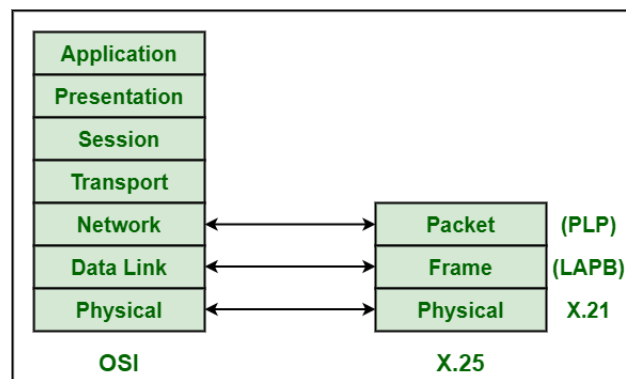 Application
Presentation
Session
Transport
Network Packet (PLP)
Data Link Frame (LAPB)
Physical Physical X.21
OSI X.25